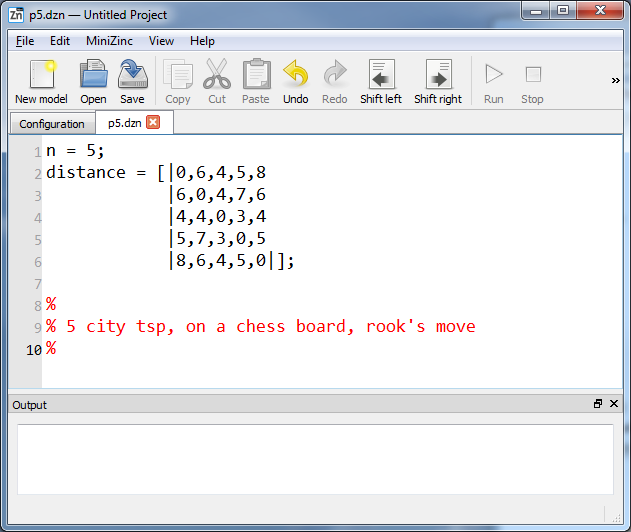 p5.dzn — Untitled Project
File Edit MiniZinc View Help
New model Open Save Copy Cut Paste Undo Redo Shift left Shift right Run Stop »
Configuration p5.dzn
1 n = 5;
2 distance = [|0,6,4,5,8
3 |6,0,4,7,6
4 |4,4,0,3,4
5 |5,7,3,0,5
6 |8,6,4,5,0|];
7
8 %
9 % 5 city tsp, on a chess board, rook's move
10 %
Output